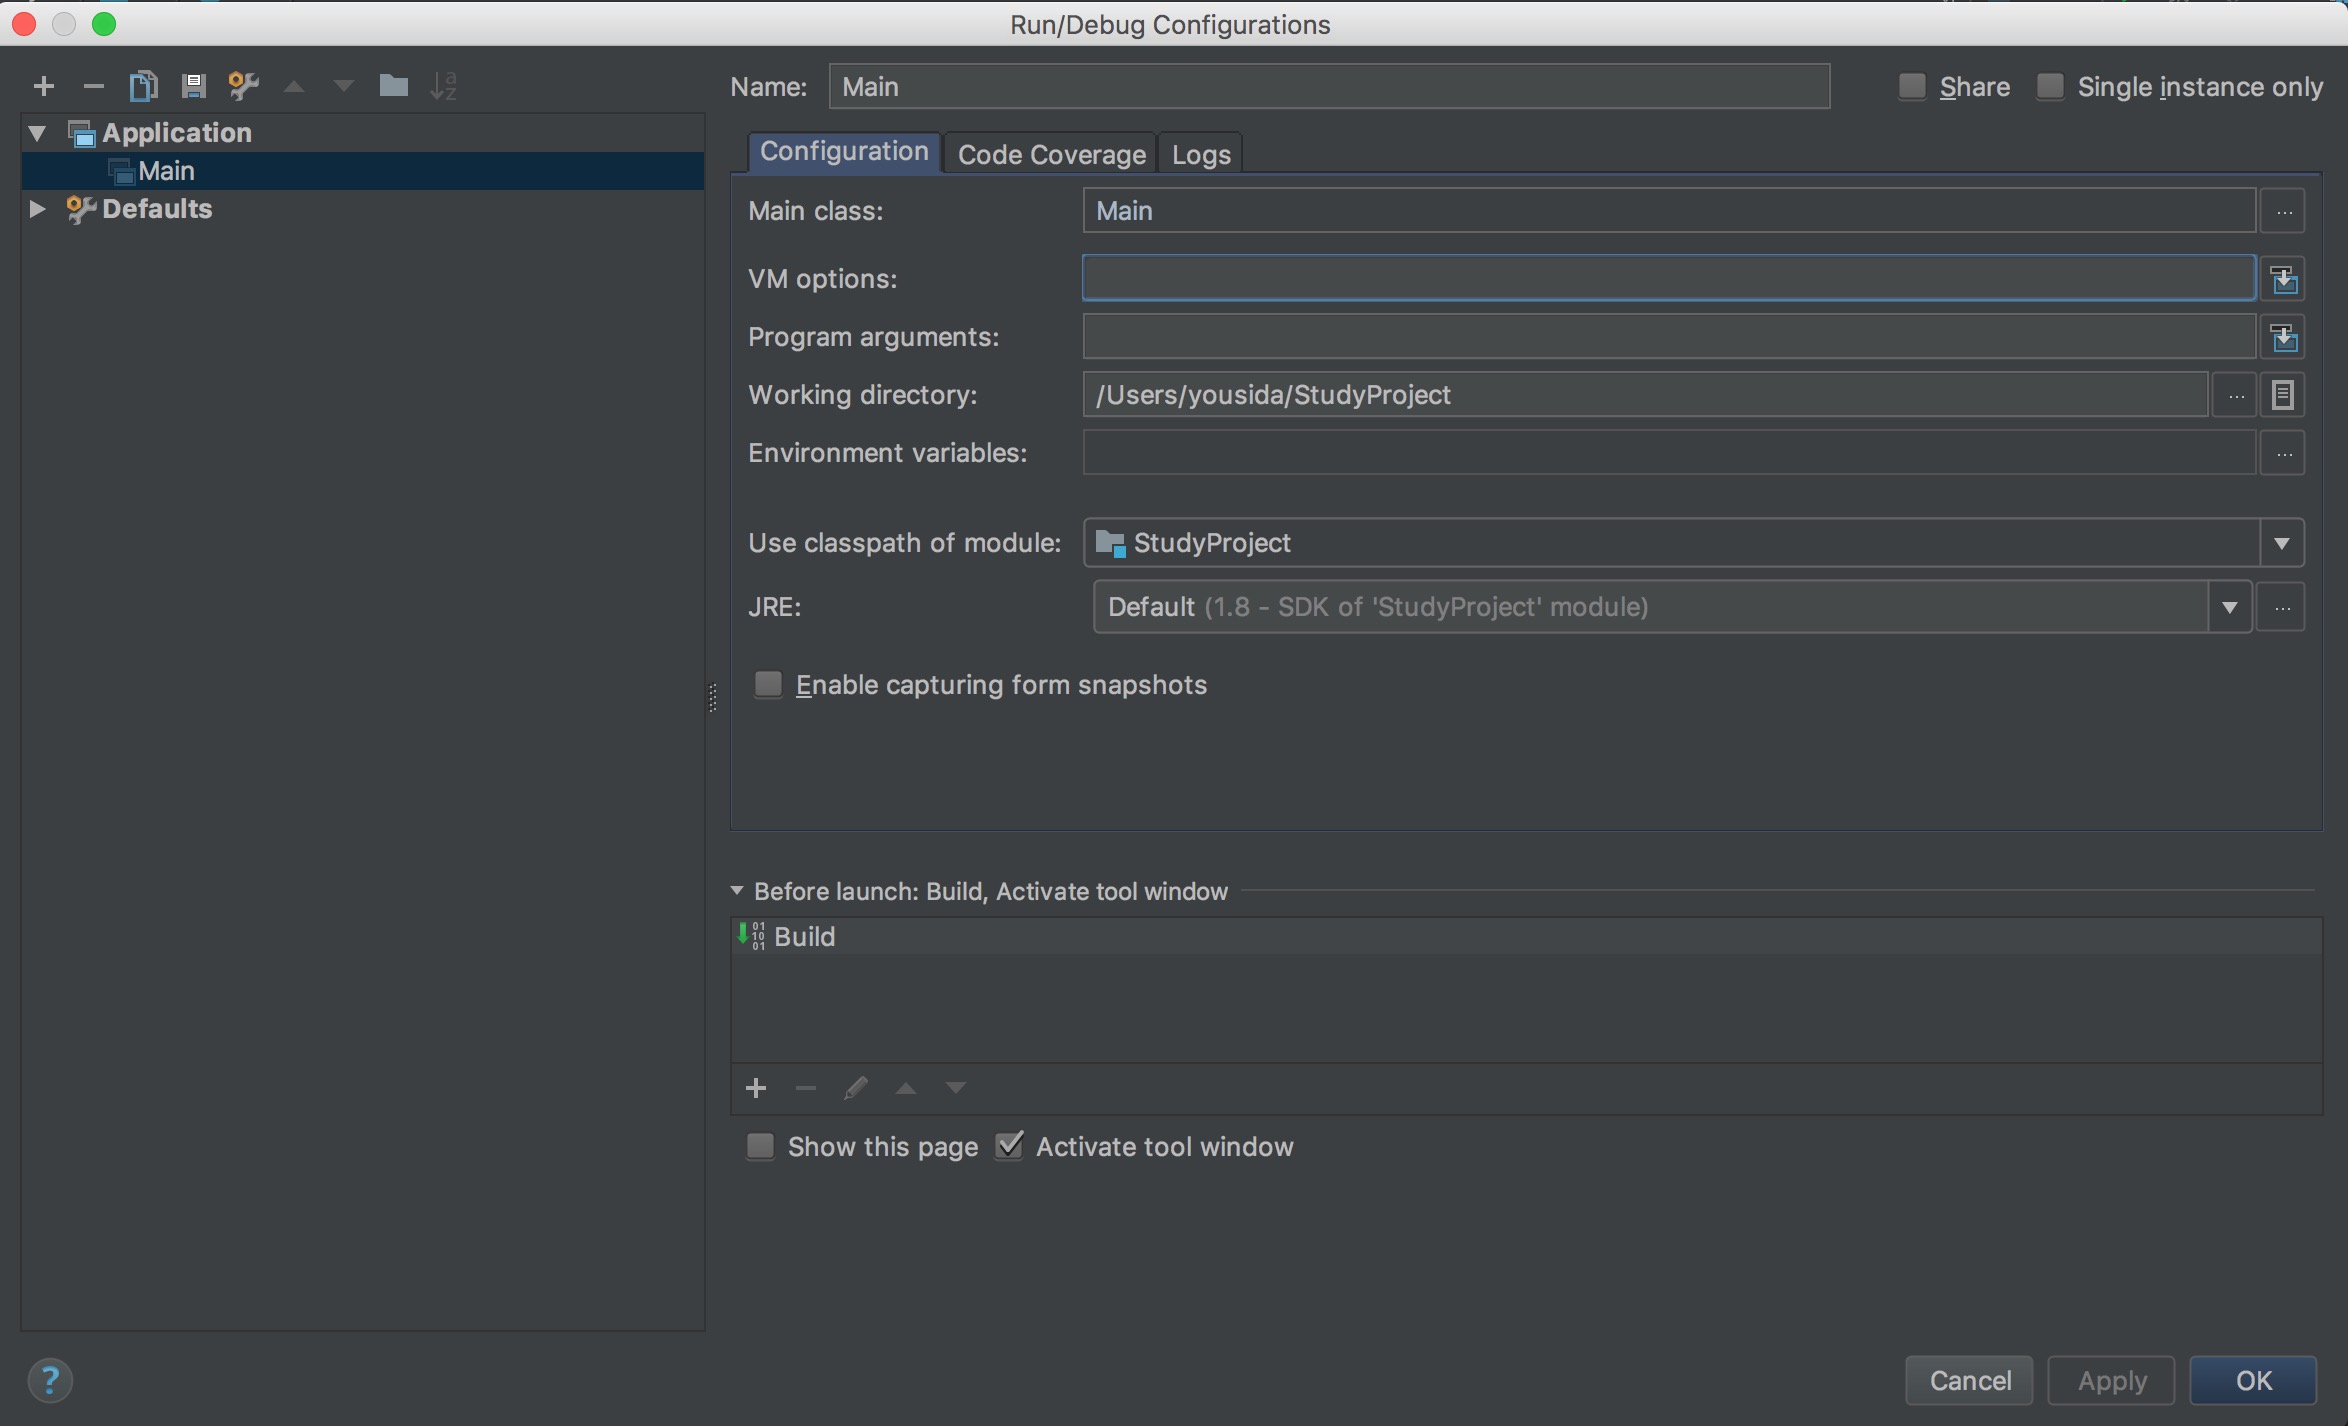 Run/Debug Configurations
Name: Main Share Single instance only
Application
Main
Defaults
Configuration Code Coverage Logs
Main class: Main ...
VM options:
Program arguments:
Working directory: /Users/yousida/StudyProject ...
Environment variables: ...
Use classpath of module: StudyProject
JRE: Default (1.8 - SDK of 'StudyProject' module) ...
Enable capturing form snapshots
Before launch: Build, Activate tool window
Build
Show this page Activate tool window
? Cancel Apply OK